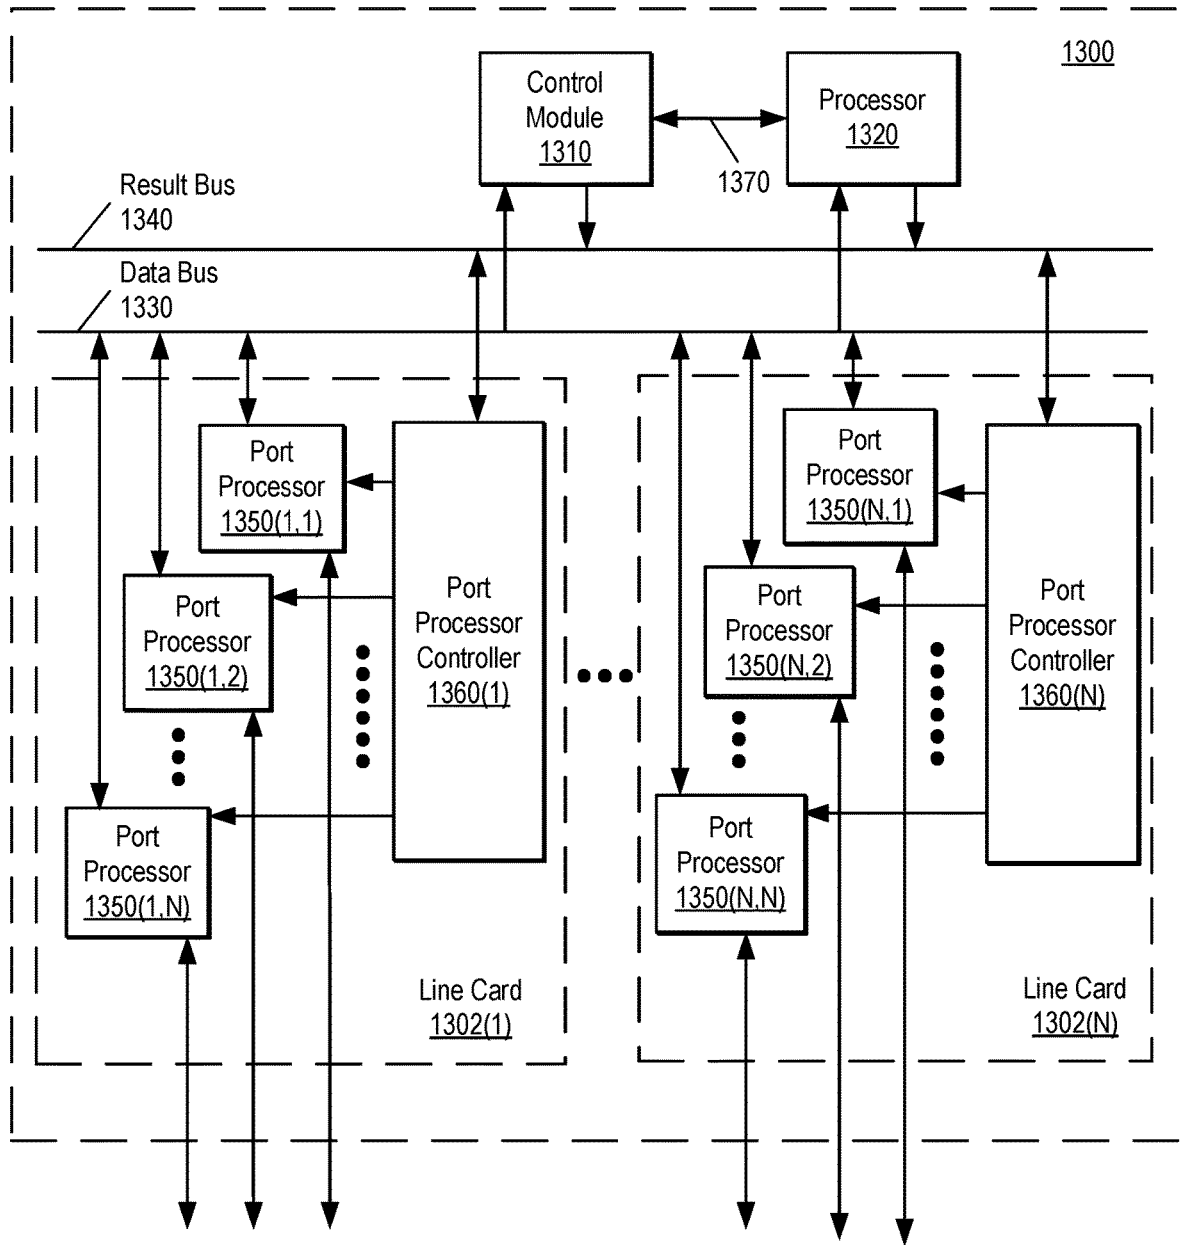 1300
Control
Module
1310
Processor
1320
1370
Result Bus
1340
Data Bus
1330
Port
Processor
1350(1,1)
Port
Processor
1350(1,2)
Port
Processor
1350(1,N)
Port
Processor
Controller
1360(1)
Line Card
1302(1)
Port
Processor
1350(N,1)
Port
Processor
1350(N,2)
Port
Processor
1350(N,N)
Port
Processor
Controller
1360(N)
Line Card
1302(N)